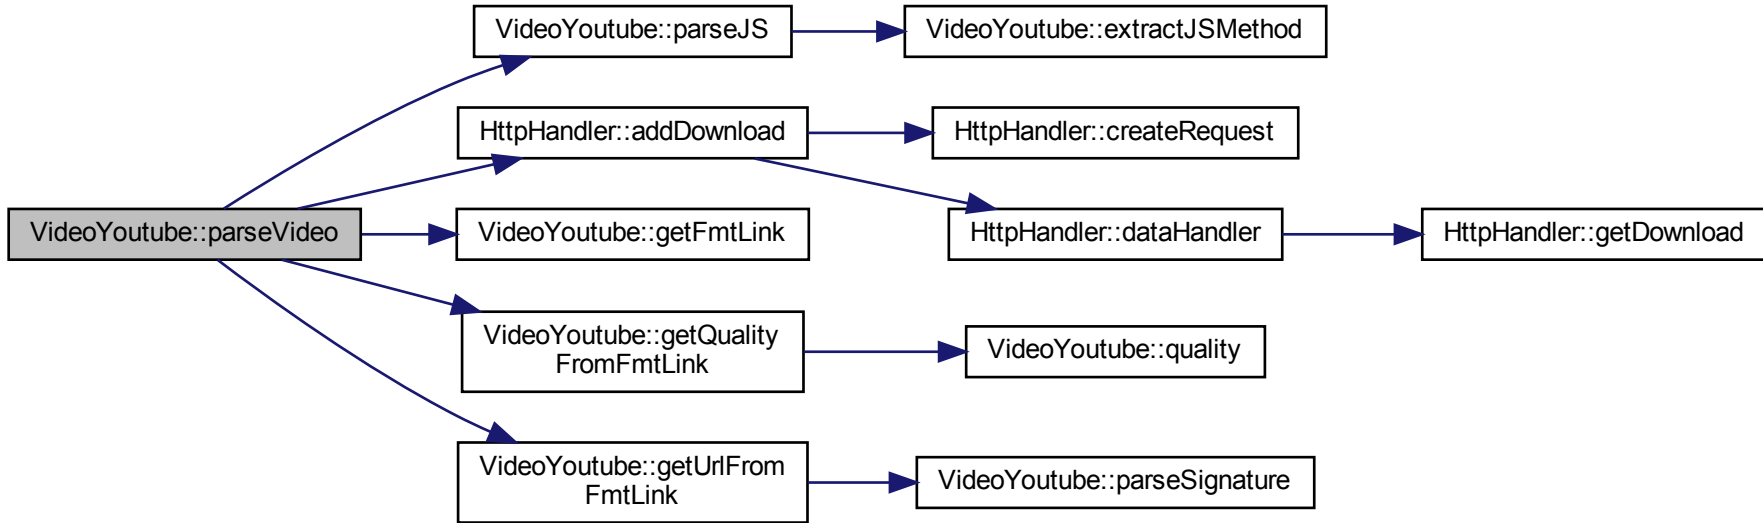 VideoYoutube::parseJS
VideoYoutube::extractJSMethod
HttpHandler::addDownload
HttpHandler::createRequest
VideoYoutube::parseVideo
VideoYoutube::getFmtLink
HttpHandler::dataHandler
HttpHandler::getDownload
VideoYoutube::getQuality
FromFmtLink
VideoYoutube::quality
VideoYoutube::getUrlFrom
FmtLink
VideoYoutube::parseSignature